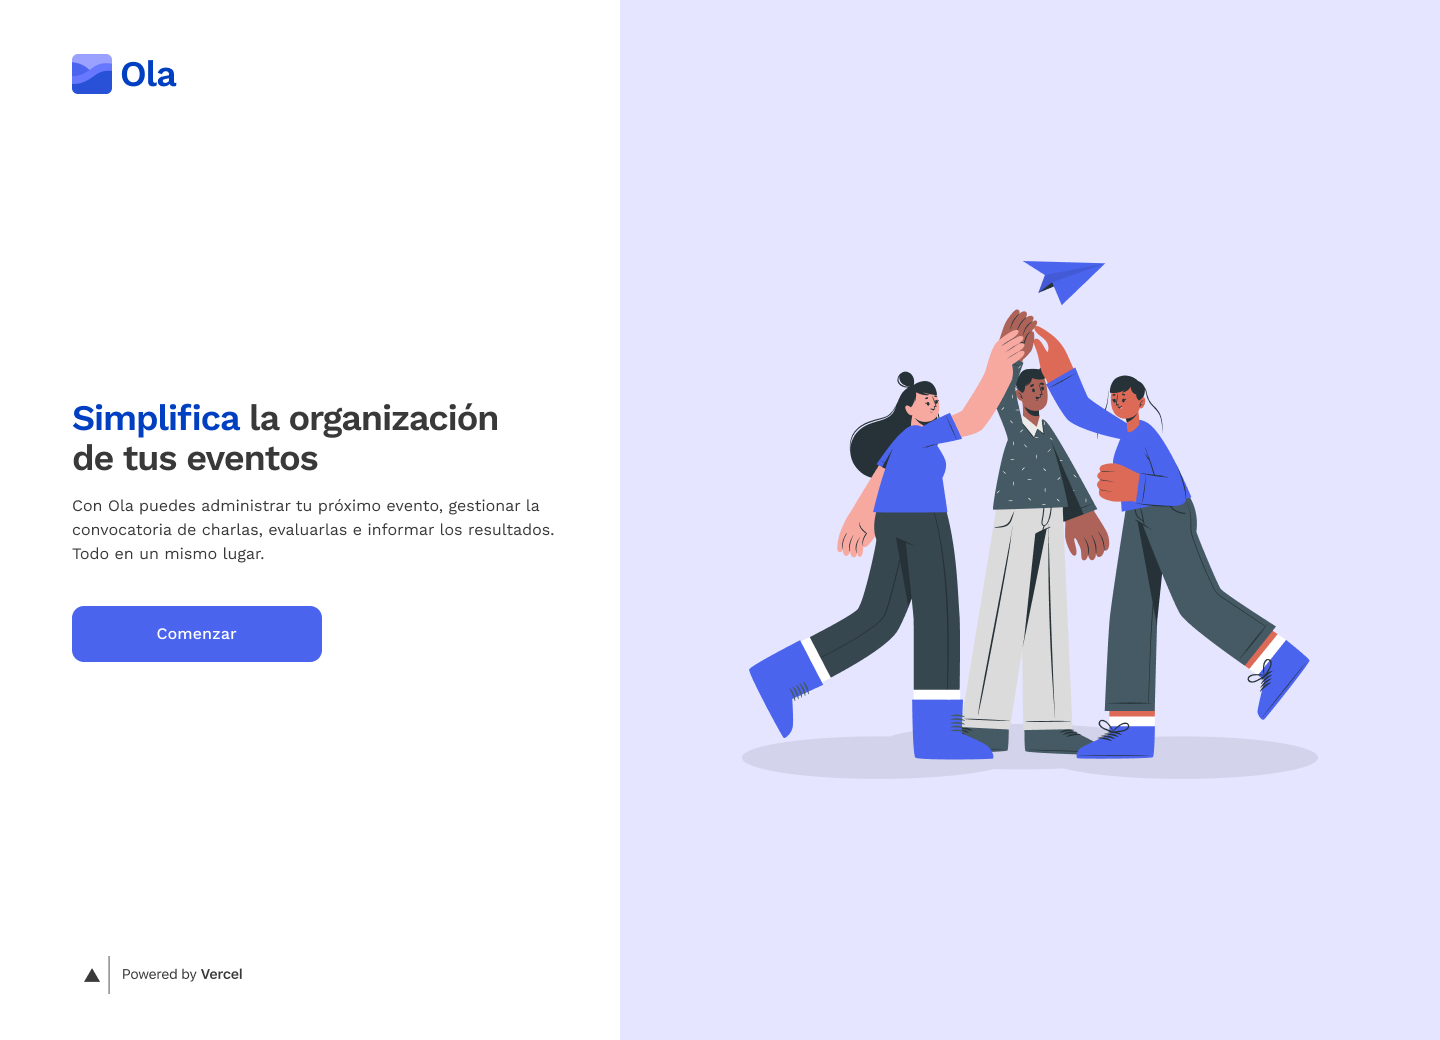 Ola
Simplifica la organización
de tus eventos
Con Ola puedes administrar tu próximo evento, gestionar la
convocatoria de charlas, evaluarlas e informar los resultados.
Todo en un mismo lugar.
Comenzar
Powered by Vercel